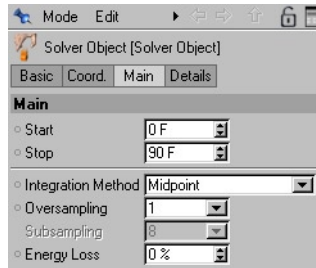 Mode Edit
Solver Object [Solver Object]
Basic Coord. Main Details
Main
Start 0 F
Stop 90 F
Integration Method Midpoint
Oversampling 1
Subsampling 8
Energy Loss 0 %